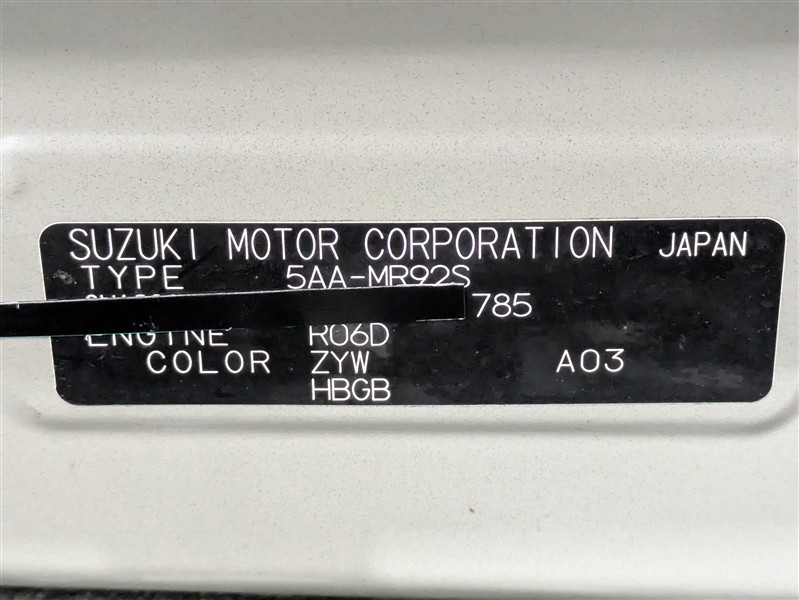 SUZUKI MOTOR CORPORATION JAPAN
TYPE 5AA-MR92S
785
ENGINE R06D
COLOR ZYW A03
HBGB